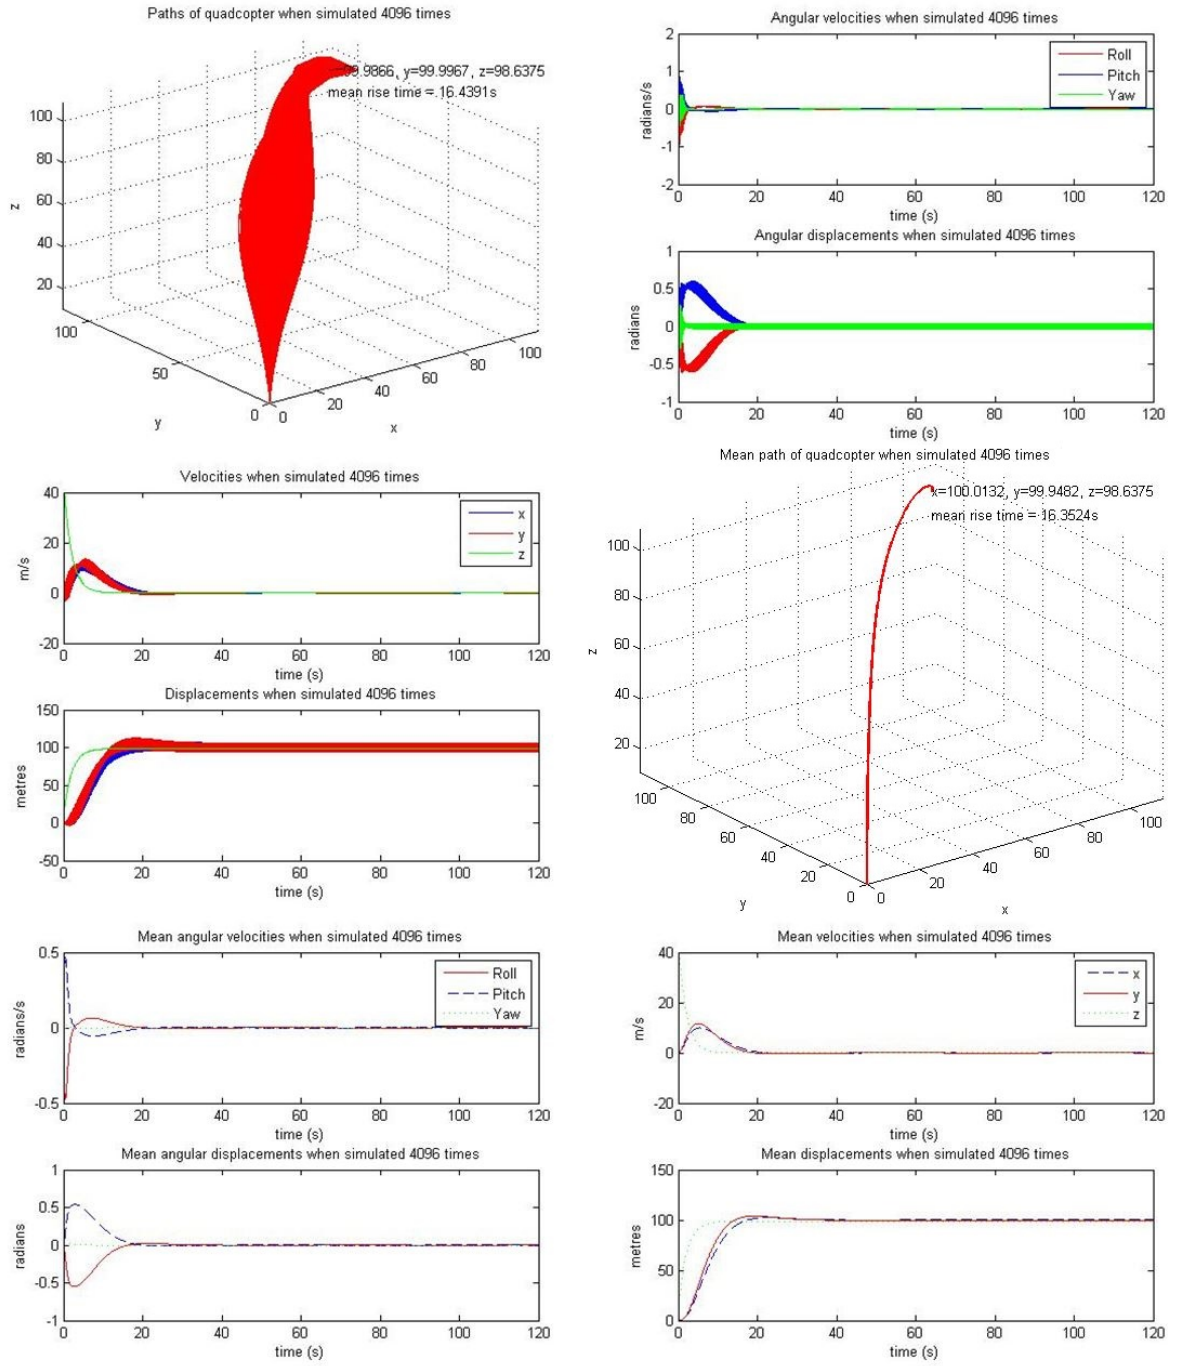 Paths of quadcopter when simulated 4096 times
99.9866, y=99.9967, z=98.6375
mean rise time = 16.4391s
100
80
60
40
20
z
100
50
0
y
0
20
40
60
80
100
x
Angular velocities when simulated 4096 times
2
1
0
-1
-2
radians/s
Roll
Pitch
Yaw
0 20 40 60 80 100 120
time (s)
Angular displacements when simulated 4096 times
1
0.5
0
-0.5
-1
radians
0 20 40 60 80 100 120
time (s)
Velocities when simulated 4096 times
40
20
0
-20
m/s
x
y
z
0 20 40 60 80 100 120
time (s)
Displacements when simulated 4096 times
150
100
50
0
-50
metres
0 20 40 60 80 100 120
time (s)
Mean path of quadcopter when simulated 4096 times
x=100.0132, y=99.9482, z=98.6375
mean rise time = 16.3524s
100
80
60
40
20
z
100
80
60
40
20
0
y
0
20
40
60
80
100
x
Mean angular velocities when simulated 4096 times
0.5
0
-0.5
radians/s
Roll
Pitch
Yaw
0 20 40 60 80 100 120
time (s)
Mean angular displacements when simulated 4096 times
1
0.5
0
-0.5
-1
radians
0 20 40 60 80 100 120
time (s)
Mean velocities when simulated 4096 times
40
20
0
-20
m/s
x
y
z
0 20 40 60 80 100 120
time (s)
Mean displacements when simulated 4096 times
150
100
50
0
metres
0 20 40 60 80 100 120
time (s)